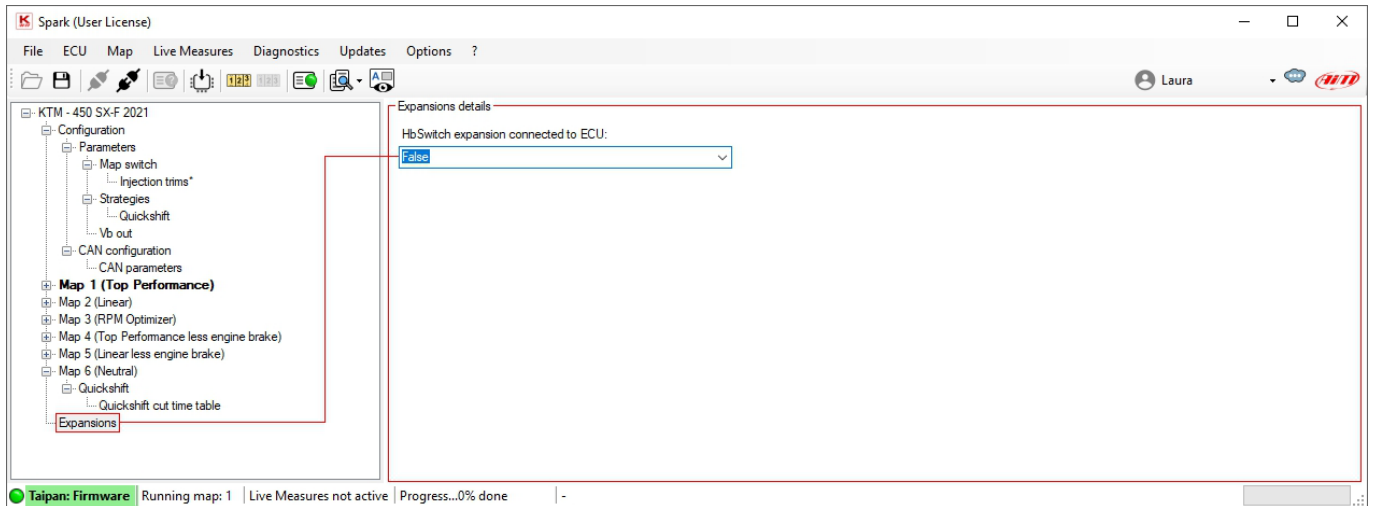 Spark (User License)
File ECU Map Live Measures Diagnostics Updates Options ?
123 123 A Laura AiM
KTM - 450 SX-F 2021
Configuration
Parameters
Map switch
Injection trims*
Strategies
Quickshift
Vb out
CAN configuration
CAN parameters
Map 1 (Top Performance)
Map 2 (Linear)
Map 3 (RPM Optimizer)
Map 4 (Top Performance less engine brake)
Map 5 (Linear less engine brake)
Map 6 (Neutral)
Quickshift
Quickshift cut time table
Expansions
Expansions details
HbSwitch expansion connected to ECU:
False
Taipan: Firmware Running map: 1 Live Measures not active Progress...0% done -